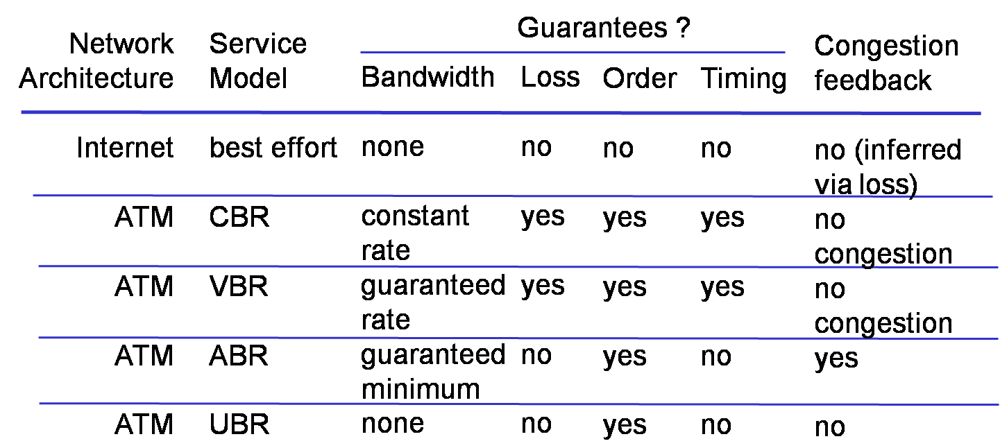 Guarantees ?
Network Service Congestion
Architecture Model Bandwidth Loss Order Timing feedback
Internet best effort none no no no no (inferred
via loss)
ATM CBR constant yes yes yes no
rate congestion
ATM VBR guaranteed yes yes yes no
rate congestion
ATM ABR guaranteed no yes no yes
minimum
ATM UBR none no yes no no